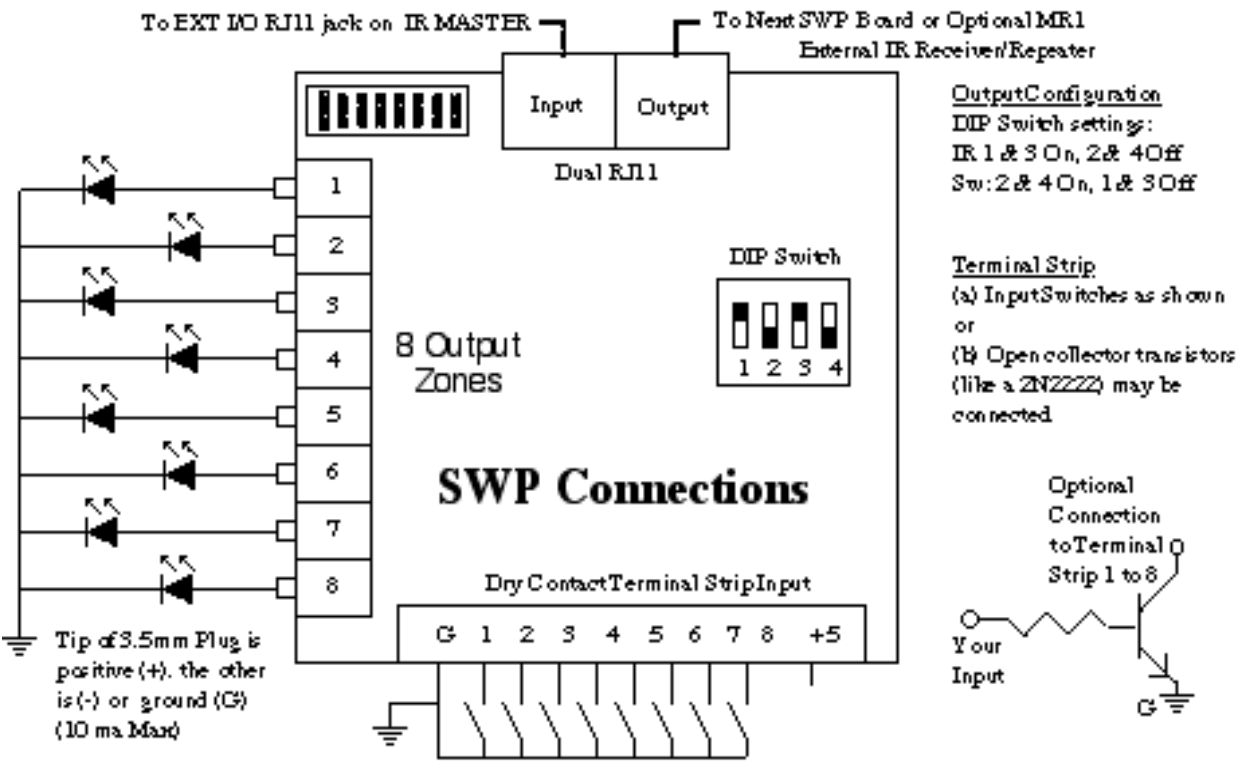 To EXT I/O RJ11 jack on IR MASTER
To Next SWP Board or Optional MR1
External IR Receiver/Repeater
Input
Output
Dual RJ11
Output Configuration
DIP Switch settings:
IR 1 & 3 On, 2 & 4 Off
Sw: 2 & 4 On, 1 & 3 Off
1
2
3
4
5
6
7
8
8 Output
Zones
DIP Switch
1 2 3 4
Terminal Strip
(a) Input Switches as shown
or
(b) Open collector transistors
(like a 2N2222) may be
connected
SWP Connections
Optional
Connection
to Terminal
Strip 1 to 8
Your
Input
G
Dry Contact Terminal Strip Input
G 1 2 3 4 5 6 7 8 +5
Tip of 3.5mm Plug is
positive (+). the other
is (-) or ground (G)
(10 ma Max)